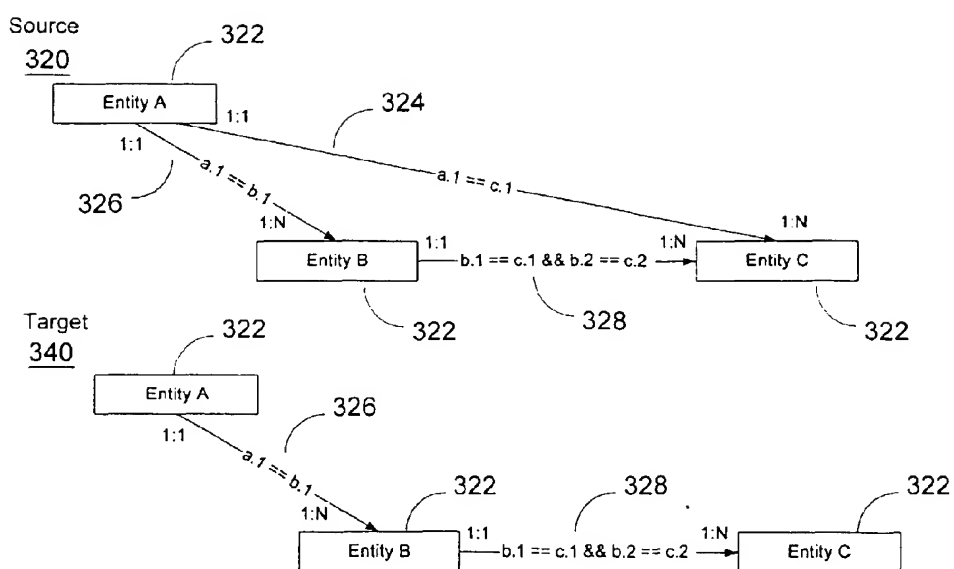 Source
320
322
Entity A
1:1
1:1
324
326
a.1 == b.1
a.1 == c.1
1:N
1:N
Entity B
1:1
b.1 == c.1 && b.2 == c.2
1:N
Entity C
322
328
322
Target
340
322
Entity A
1:1
326
a.1 == b.1
1:N
322
Entity B
1:1
328
b.1 == c.1 && b.2 == c.2
1:N
322
Entity C